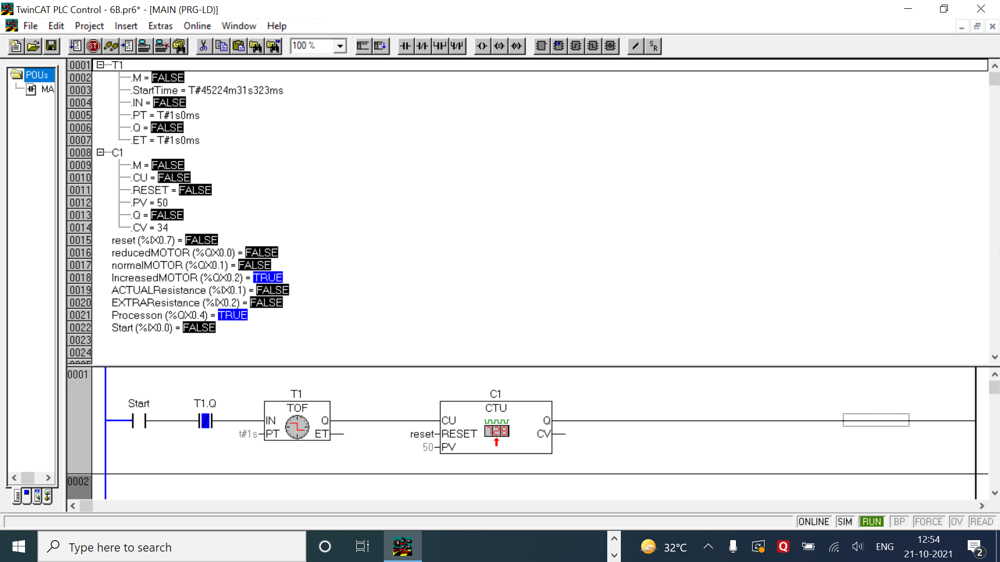 TwinCAT PLC Control - 6B.pr6* - [MAIN (PRG-LD)]
File Edit Project Insert Extras Online Window Help
100 %
POUs
MA
0001 T1
0002 .M = FALSE
0003 .StartTime = T#45224m31s323ms
0004 .IN = FALSE
0005 .PT = T#1s0ms
0006 .Q = FALSE
0007 .ET = T#1s0ms
0008 C1
0009 .M = FALSE
0010 .CU = FALSE
0011 .RESET = FALSE
0012 .PV = 50
0013 .Q = FALSE
0014 .CV = 34
0015 reset (%IX0.7) = FALSE
0016 reducedMOTOR (%QX0.0) = FALSE
0017 normalMOTOR (%QX0.1) = FALSE
0018 IncreasedMOTOR (%QX0.2) = TRUE
0019 ACTUALResistance (%IX0.1) = FALSE
0020 EXTRAResistance (%IX0.2) = FALSE
0021 Processon (%QX0.4) = TRUE
0022 Start (%IX0.0) = FALSE
0023
0024
0001
T1 C1
Start T1.Q TOF CTU
IN Q CU Q
t#1s PT ET reset RESET 728 CV
50 PV
0002
ONLINE SIM RUN BP FORCE OV READ
Type here to search
32°C ENG
12:54
21-10-2021
2